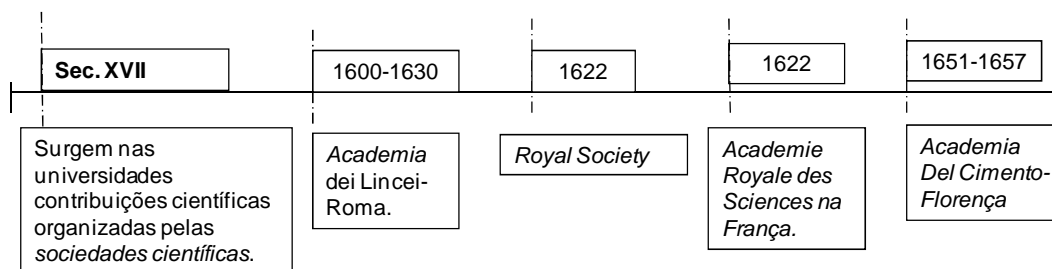 Sec. XVII
1600-1630
1622
1622
1651-1657
Surgem nas
universidades
contribuições científicas
organizadas pelas
sociedades científicas.
Academia
dei Lincei-
Roma.
Royal Society
Academie
Royale des
Sciences na
França.
Academia
Del Cimento-
Florença